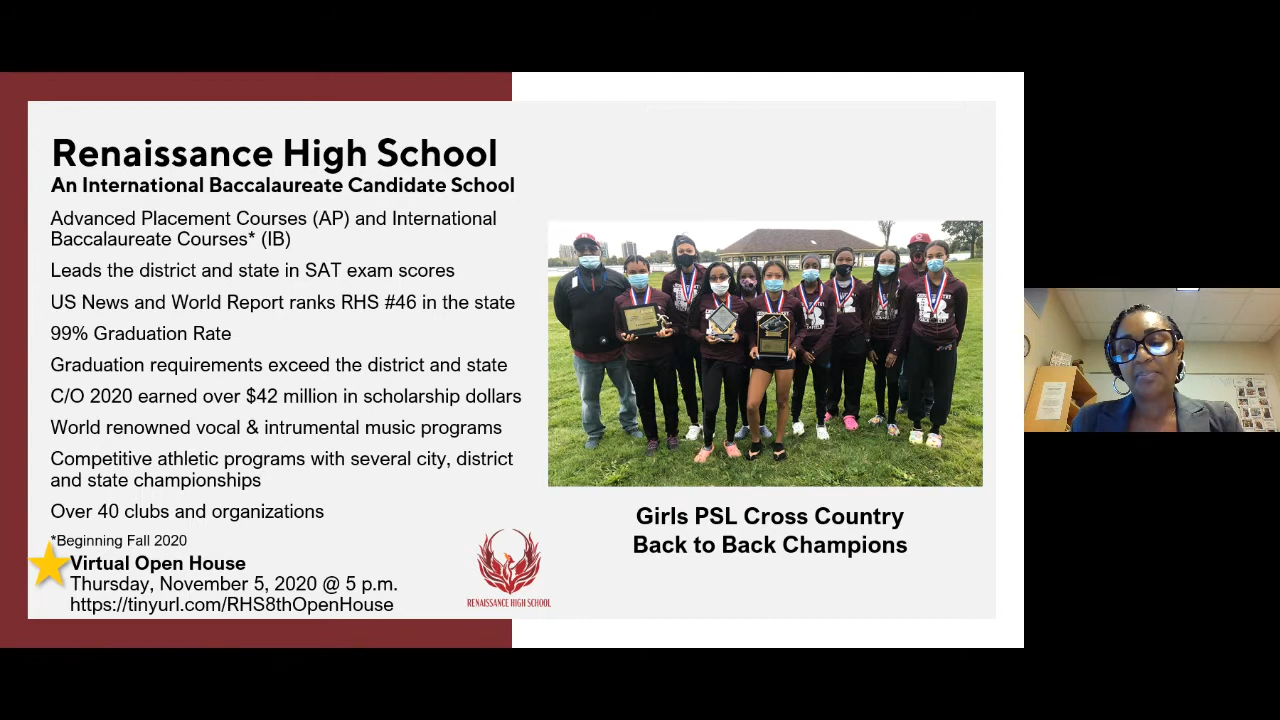 Renaissance High School
An International Baccalaureate Candidate School
Advanced Placement Courses (AP) and International
Baccalaureate Courses* (IB)
Leads the district and state in SAT exam scores
US News and World Report ranks RHS #46 in the state
99% Graduation Rate
Graduation requirements exceed the district and state
C/O 2020 earned over $42 million in scholarship dollars
World renowned vocal & intrumental music programs
Competitive athletic programs with several city, district
and state championships
Over 40 clubs and organizations
*Beginning Fall 2020
Virtual Open House
Thursday, November 5, 2020 @ 5 p.m.
https://tinyurl.com/RHS8thOpenHouse
RENAISSANCE HIGH SCHOOL
Girls PSL Cross Country
Back to Back Champions